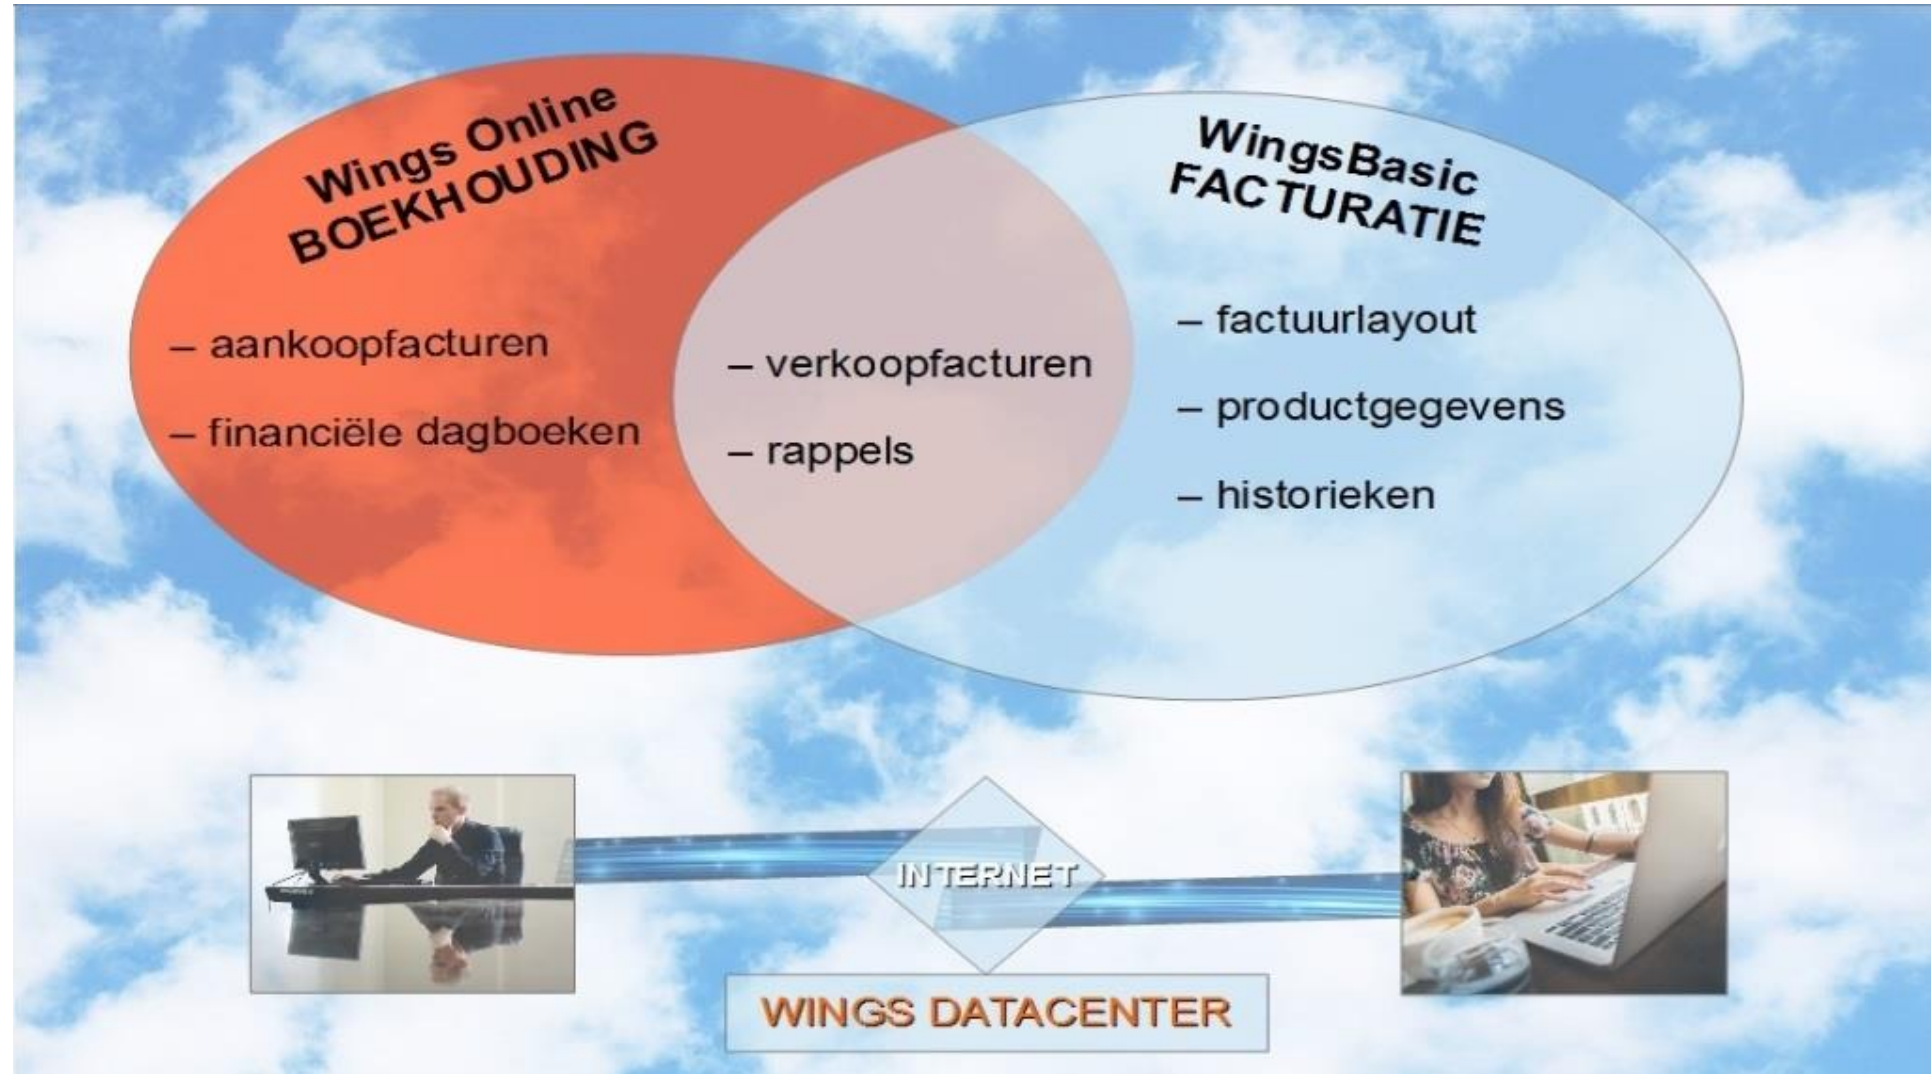 Wings Online
BOEKHOUDING
– aankoopfacturen
– financiële dagboeken
– verkoopfacturen
– rappels
WingsBasic
FACTURATIE
– factuurlayout
– productgegevens
– historieken
INTERNET
WINGS DATACENTER